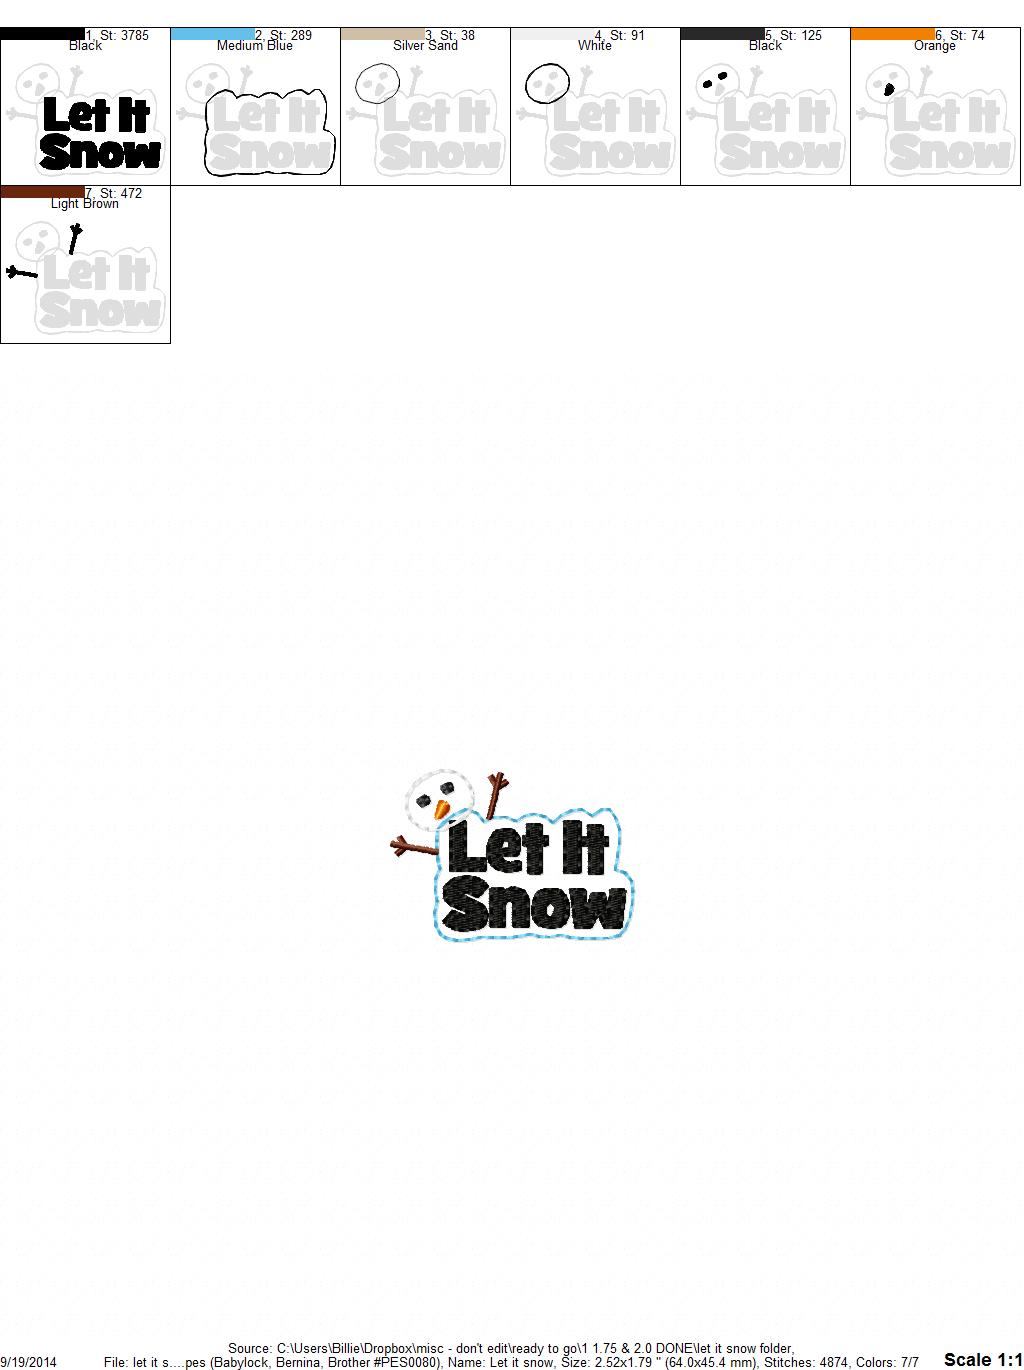 1, St: 3785
Black
2, St: 289
Medium Blue
3, St: 38
Silver Sand
4, St: 91
White
5, St: 125
Black
6, St: 74
Orange
Let It
Snow
Let It
Snow
Let It
Snow
Let It
Snow
Let It
Snow
Let It
Snow
7, St: 472
Light Brown
Let It
Snow
Let It
Snow
Source: C:\Users\Billie\Dropbox\misc - don't edit\ready to go\1 1.75 & 2.0 DONE\let it snow folder,
9/19/2014 File: let it s....pes (Babylock, Bernina, Brother #PES0080), Name: Let it snow, Size: 2.52x1.79 " (64.0x45.4 mm), Stitches: 4874, Colors: 7/7 Scale 1:1